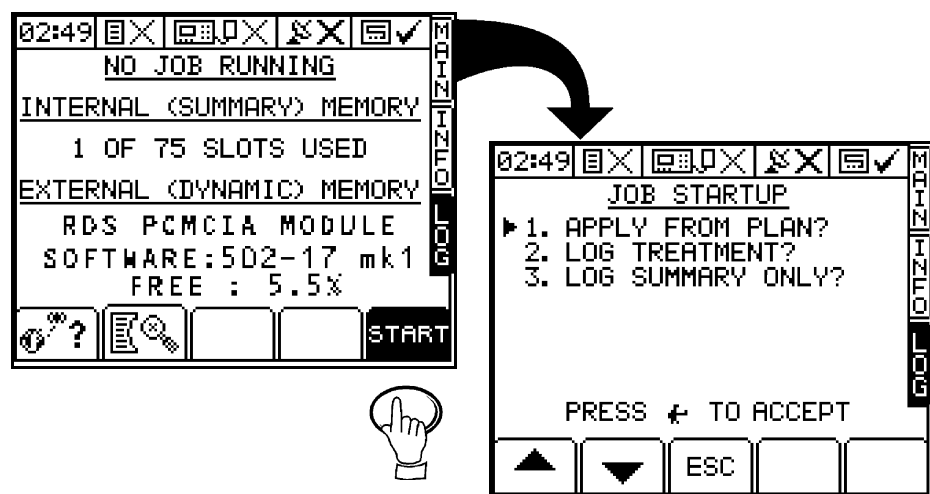 02:49
NO JOB RUNNING
INTERNAL (SUMMARY) MEMORY
1 OF 75 SLOTS USED
EXTERNAL (DYNAMIC) MEMORY
RDS PCMCIA MODULE
SOFTWARE:5D2-17 mk1
FREE : 5.5%
?
START
MAIN
INFO
LOG
02:49
JOB STARTUP
1. APPLY FROM PLAN?
2. LOG TREATMENT?
3. LOG SUMMARY ONLY?
PRESS ↵ TO ACCEPT
ESC
MAIN
INFO
LOG